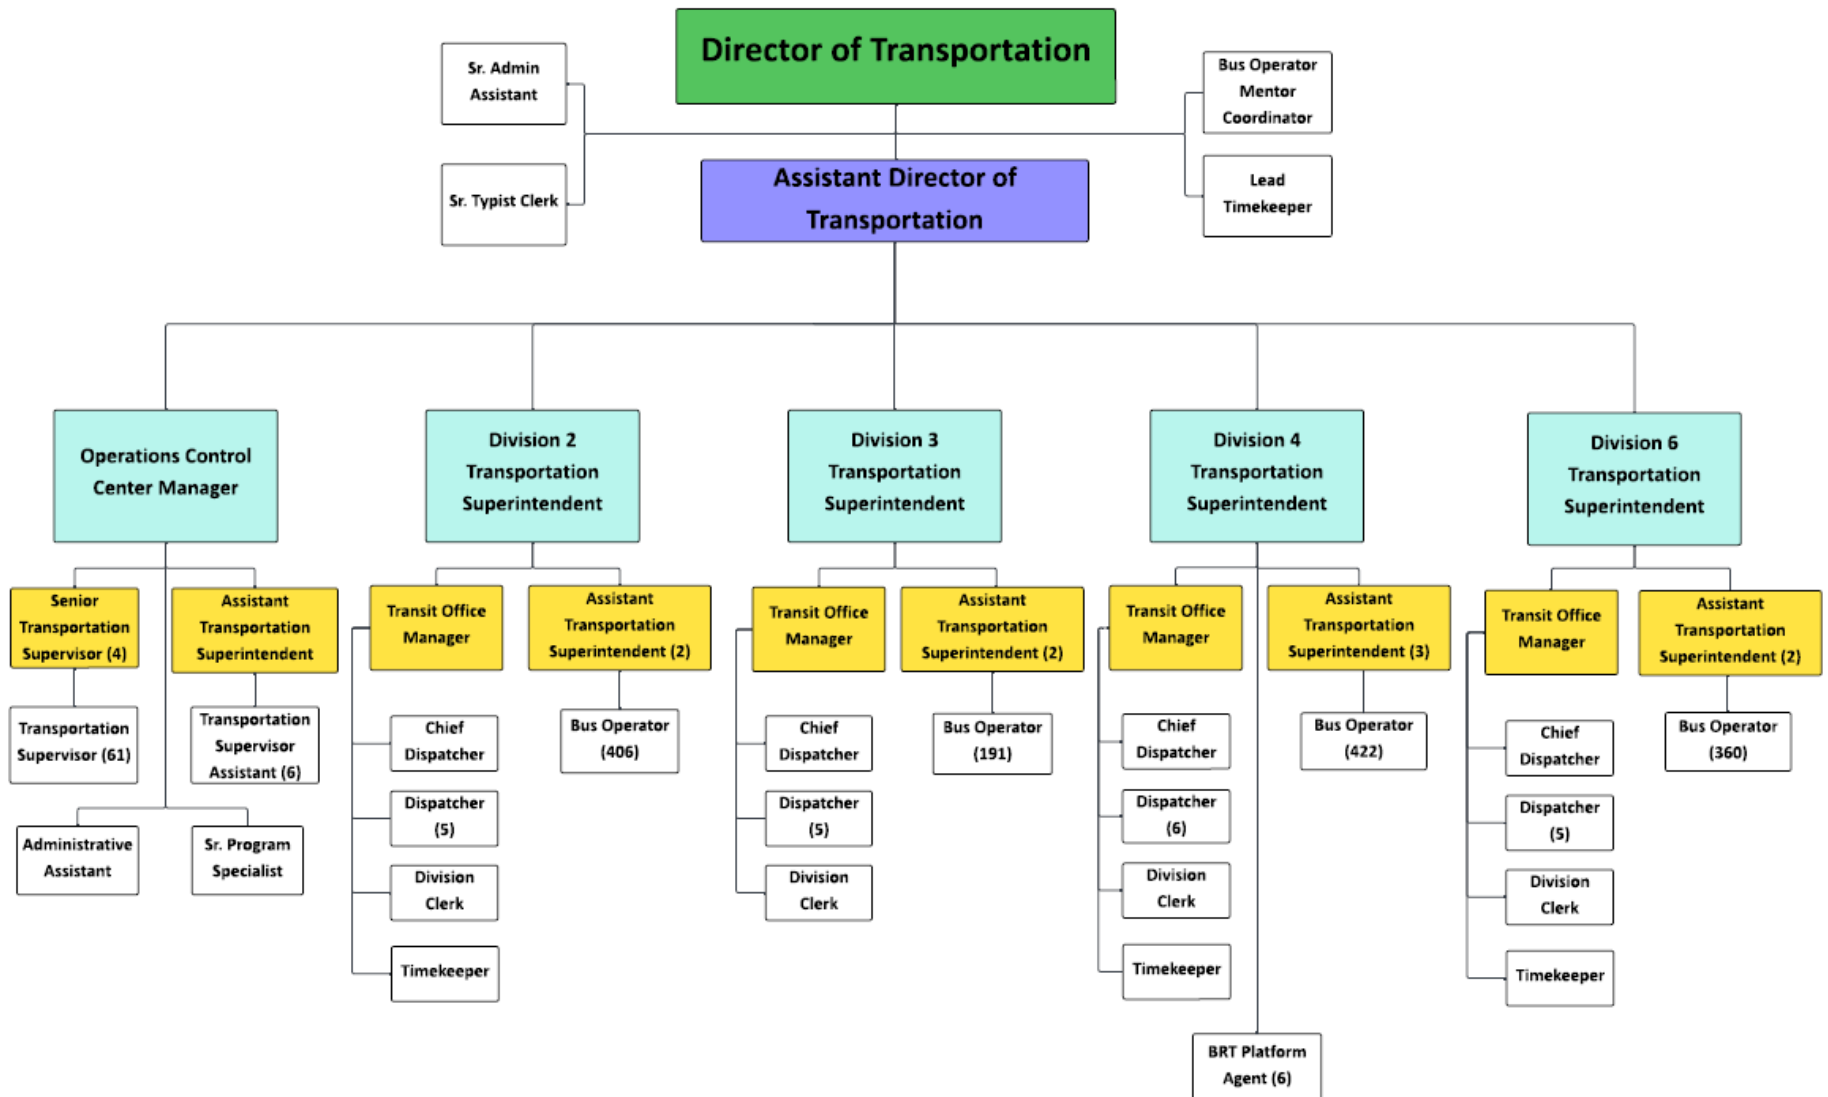 Director of Transportation
Sr. Admin
Assistant
Sr. Typist Clerk
Bus Operator
Mentor
Coordinator
Lead
Timekeeper
Assistant Director of
Transportation
Operations Control
Center Manager
Division 2
Transportation
Superintendent
Division 3
Transportation
Superintendent
Division 4
Transportation
Superintendent
Division 6
Transportation
Superintendent
Senior
Transportation
Supervisor (4)
Assistant
Transportation
Superintendent
Transportation
Supervisor (61)
Transportation
Supervisor
Assistant (6)
Administrative
Assistant
Sr. Program
Specialist
Transit Office
Manager
Assistant
Transportation
Superintendent (2)
Chief
Dispatcher
Dispatcher
(5)
Division
Clerk
Timekeeper
Bus Operator
(406)
Transit Office
Manager
Assistant
Transportation
Superintendent (2)
Chief
Dispatcher
Dispatcher
(5)
Division
Clerk
Bus Operator
(191)
Transit Office
Manager
Assistant
Transportation
Superintendent (3)
Chief
Dispatcher
Dispatcher
(6)
Division
Clerk
Timekeeper
Bus Operator
(422)
BRT Platform
Agent (6)
Transit Office
Manager
Assistant
Transportation
Superintendent (2)
Chief
Dispatcher
Dispatcher
(5)
Division
Clerk
Timekeeper
Bus Operator
(360)